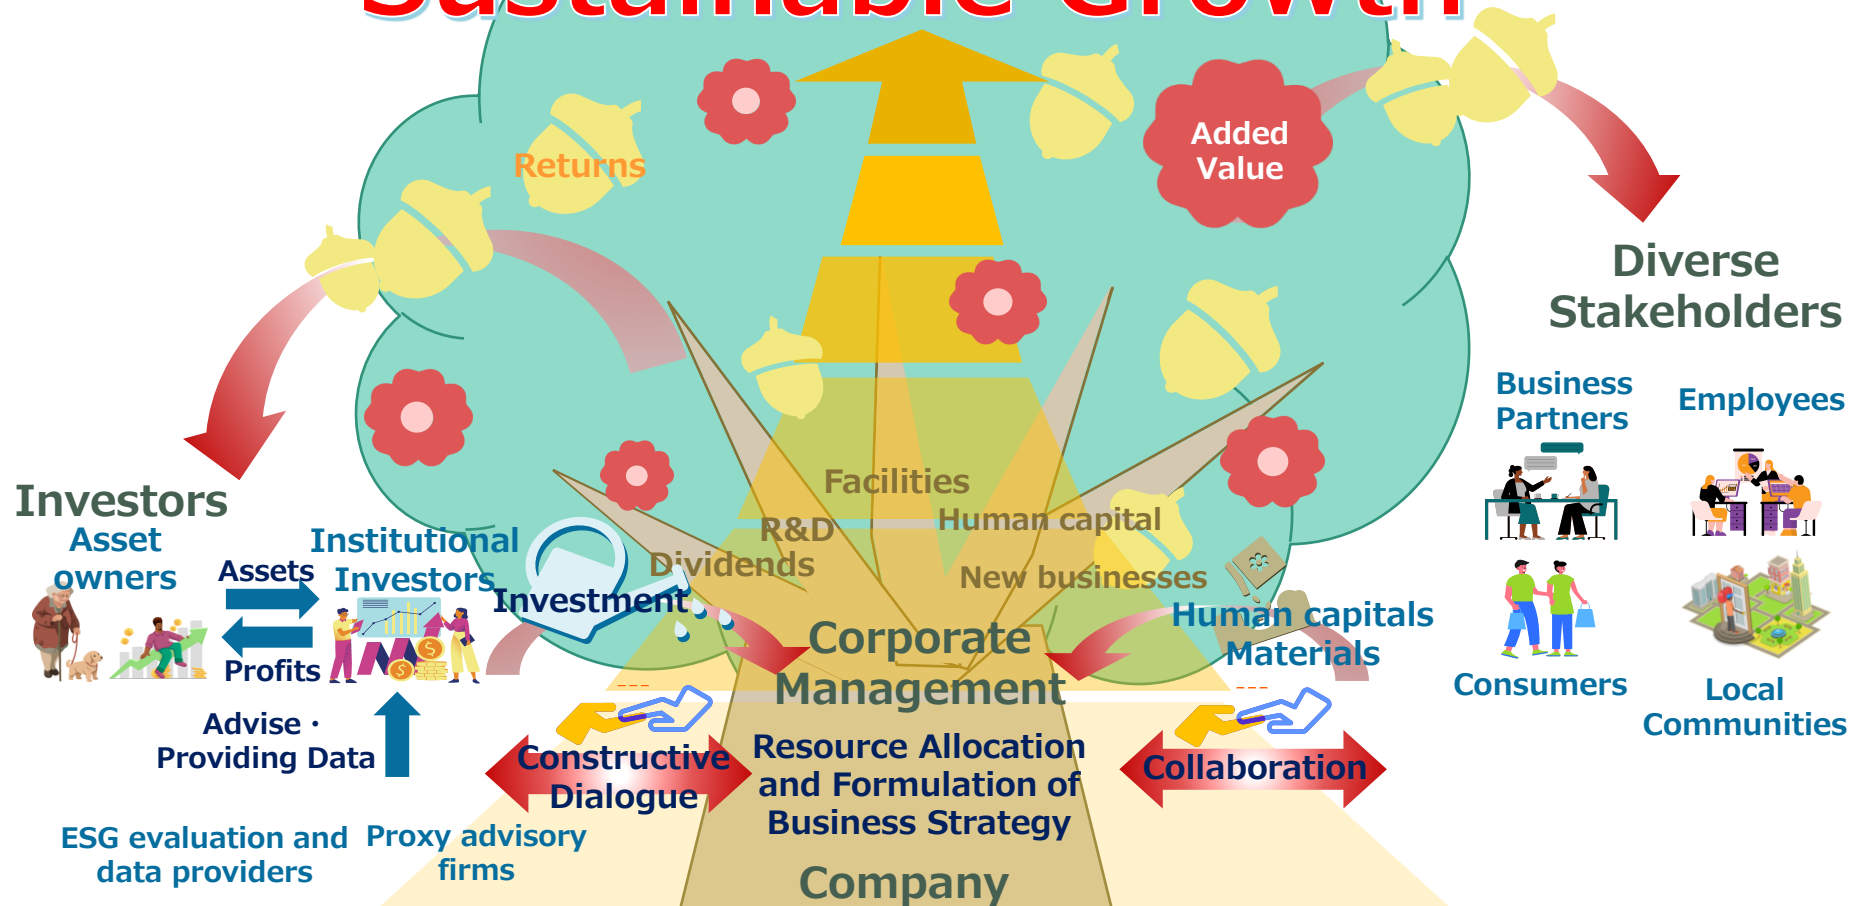 Sustainable Growth
Returns
Added
Value
Diverse
Stakeholders
Business
Partners
Employees
Consumers
Local
Communities
Investors
Asset
owners
Assets
Profits
Institutional
Investors
Investment
Advise・
Providing Data
ESG evaluation and
data providers
Proxy advisory
firms
Facilities
R&D
Human capital
Dividends
New businesses
Human capitals
Materials
Corporate
Management
Constructive
Dialogue
Resource Allocation
and Formulation of
Business Strategy
Collaboration
Company